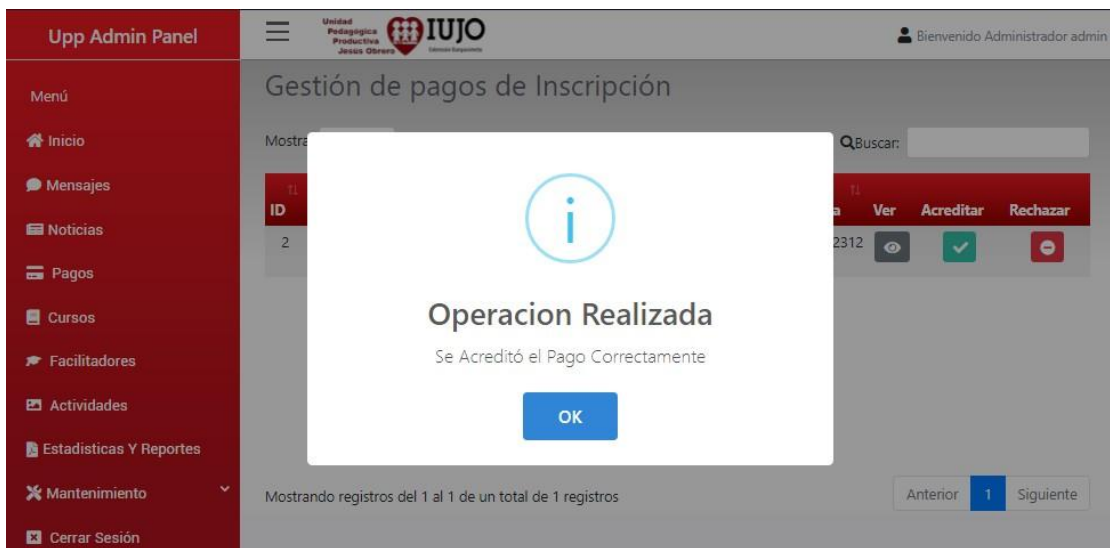 Upp Admin Panel
Unidad
Pedagógica
Productiva
Jesús Obrero
IUJO
Bienvenido Administrador admin
Menú
Inicio
Mensajes
Noticias
Pagos
Cursos
Facilitadores
Actividades
Estadisticas Y Reportes
Mantenimiento
Cerrar Sesión
Gestión de pagos de Inscripción
Mostra
Buscar:
ID a Ver Acreditar Rechazar
2 2312
i
Operacion Realizada
Se Acreditó el Pago Correctamente
OK
Mostrando registros del 1 al 1 de un total de 1 registros
Anterior 1 Siguiente